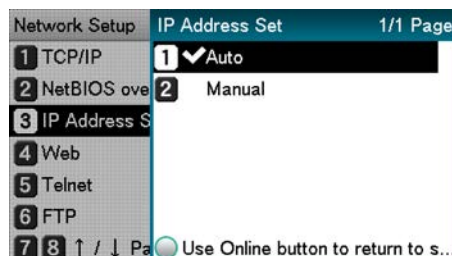 Network Setup
1 TCP/IP
2 NetBIOS ove
3 IP Address S
4 Web
5 Telnet
6 FTP
7 8 ↑ / ↓ Pa
IP Address Set 1/1 Page
1 ✔Auto
2 Manual
Use Online button to return to s...